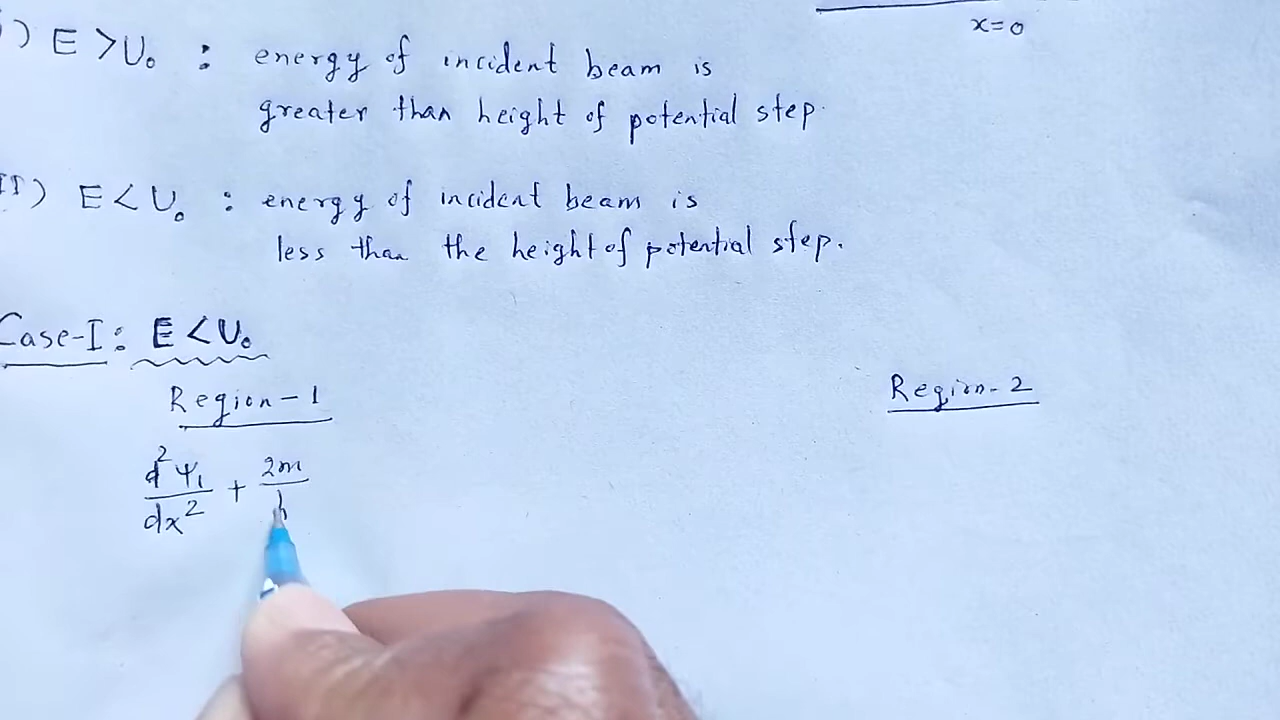 x=0
) E > U₀ : energy of incident beam is
greater than height of potential step.
II) E < U₀ : energy of incident beam is
less than the height of potential step.
Case-I: E < U₀
Region-1
Region-2
d²ψ₁/dx² + 2m/h